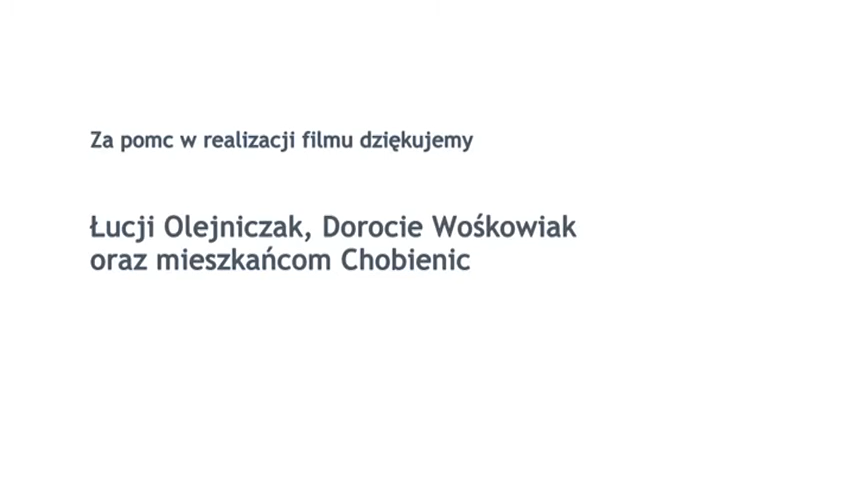 Za pomc w realizacji filmu dziękujemy
Łucji Olejniczak, Dorocie Wośkowiak
oraz mieszkańcom Chobienic